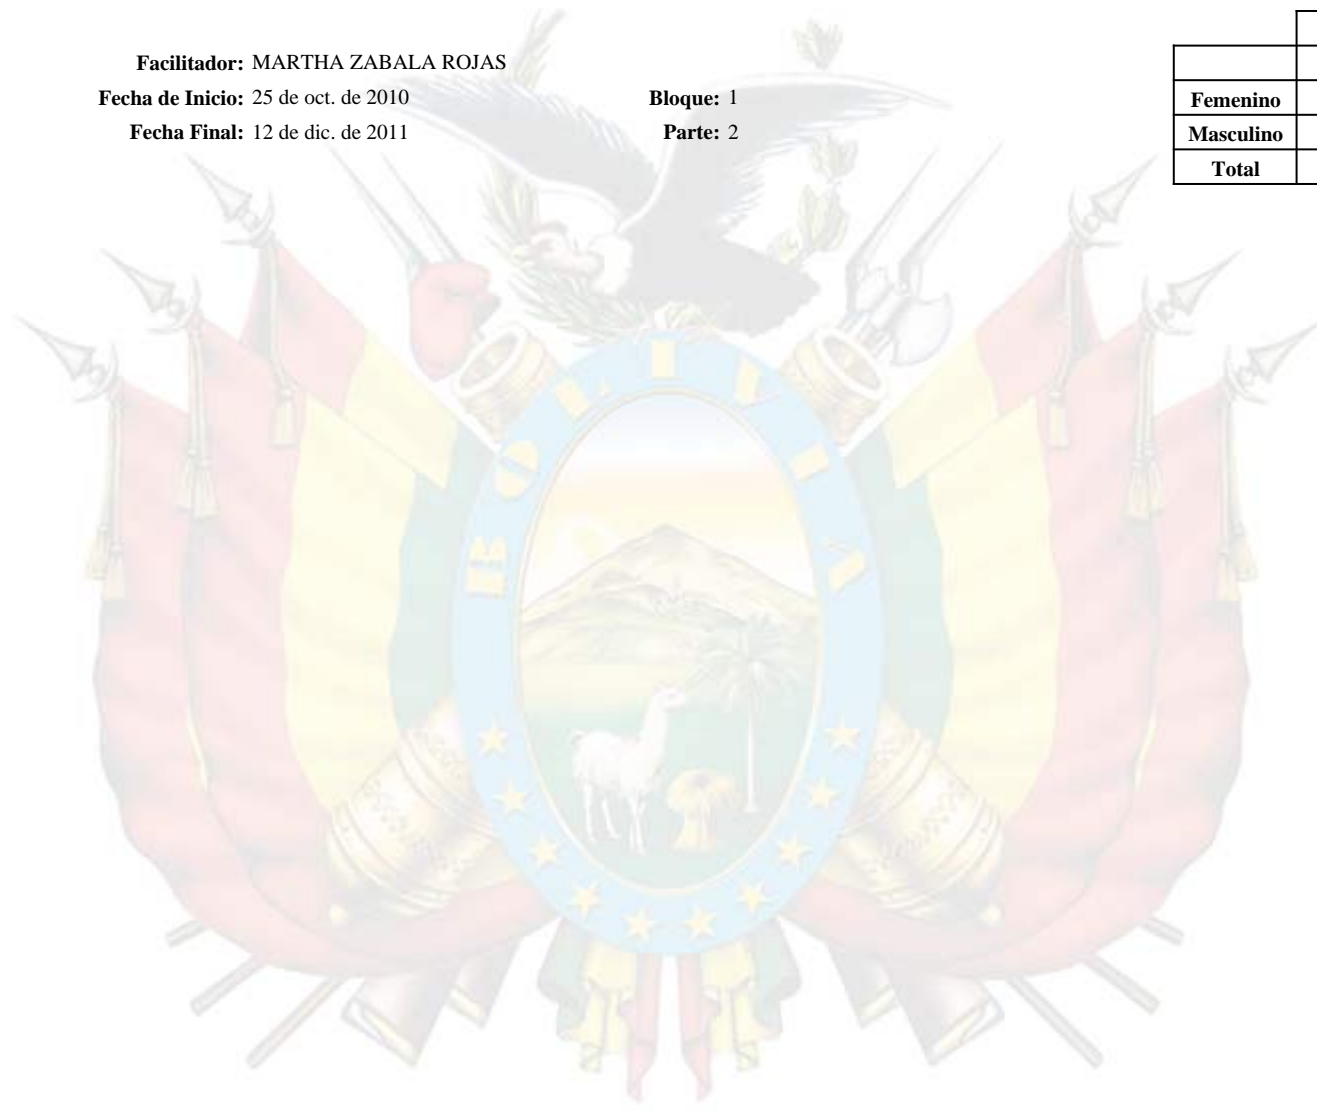 Facilitador: MARTHA ZABALA ROJAS
Fecha de Inicio: 25 de oct. de 2010 Bloque: 1
Fecha Final: 12 de dic. de 2011 Parte: 2
Femenino
Masculino
Total
BOLIVIA